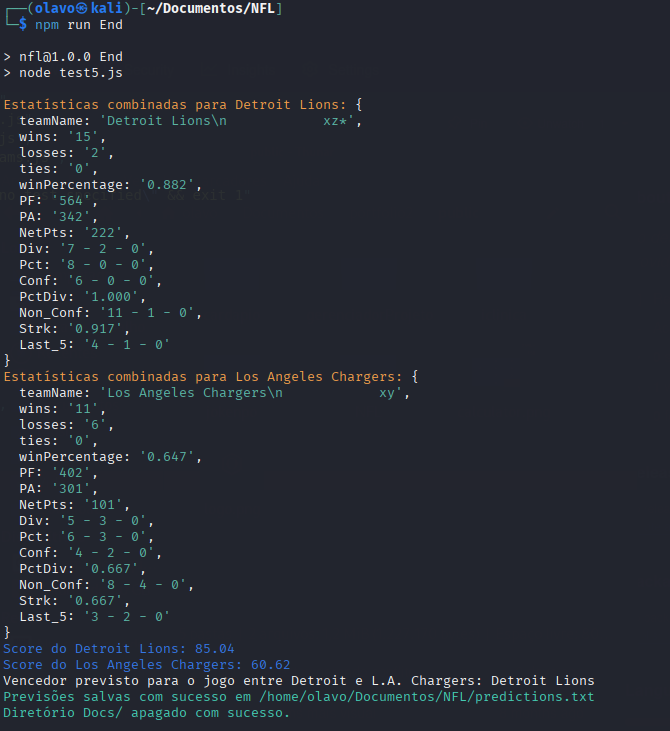 ┌──(olavo㉿kali)-[~/Documentos/NFL]
└─$ npm run End

> nfl@1.0.0 End
> node test5.js

Estatísticas combinadas para Detroit Lions: {
  teamName: 'Detroit Lions\n            xz*',
  wins: '15',
  losses: '2',
  ties: '0',
  winPercentage: '0.882',
  PF: '564',
  PA: '342',
  NetPts: '222',
  Div: '7 - 2 - 0',
  Pct: '8 - 0 - 0',
  Conf: '6 - 0 - 0',
  PctDiv: '1.000',
  Non_Conf: '11 - 1 - 0',
  Strk: '0.917',
  Last_5: '4 - 1 - 0'
}
Estatísticas combinadas para Los Angeles Chargers: {
  teamName: 'Los Angeles Chargers\n            xy',
  wins: '11',
  losses: '6',
  ties: '0',
  winPercentage: '0.647',
  PF: '402',
  PA: '301',
  NetPts: '101',
  Div: '5 - 3 - 0',
  Pct: '6 - 3 - 0',
  Conf: '4 - 2 - 0',
  PctDiv: '0.667',
  Non_Conf: '8 - 4 - 0',
  Strk: '0.667',
  Last_5: '3 - 2 - 0'
}
Score do Detroit Lions: 85.04
Score do Los Angeles Chargers: 60.62
Vencedor previsto para o jogo entre Detroit e L.A. Chargers: Detroit Lions
Previsões salvas com sucesso em /home/olavo/Documentos/NFL/predictions.txt
Diretório Docs/ apagado com sucesso.